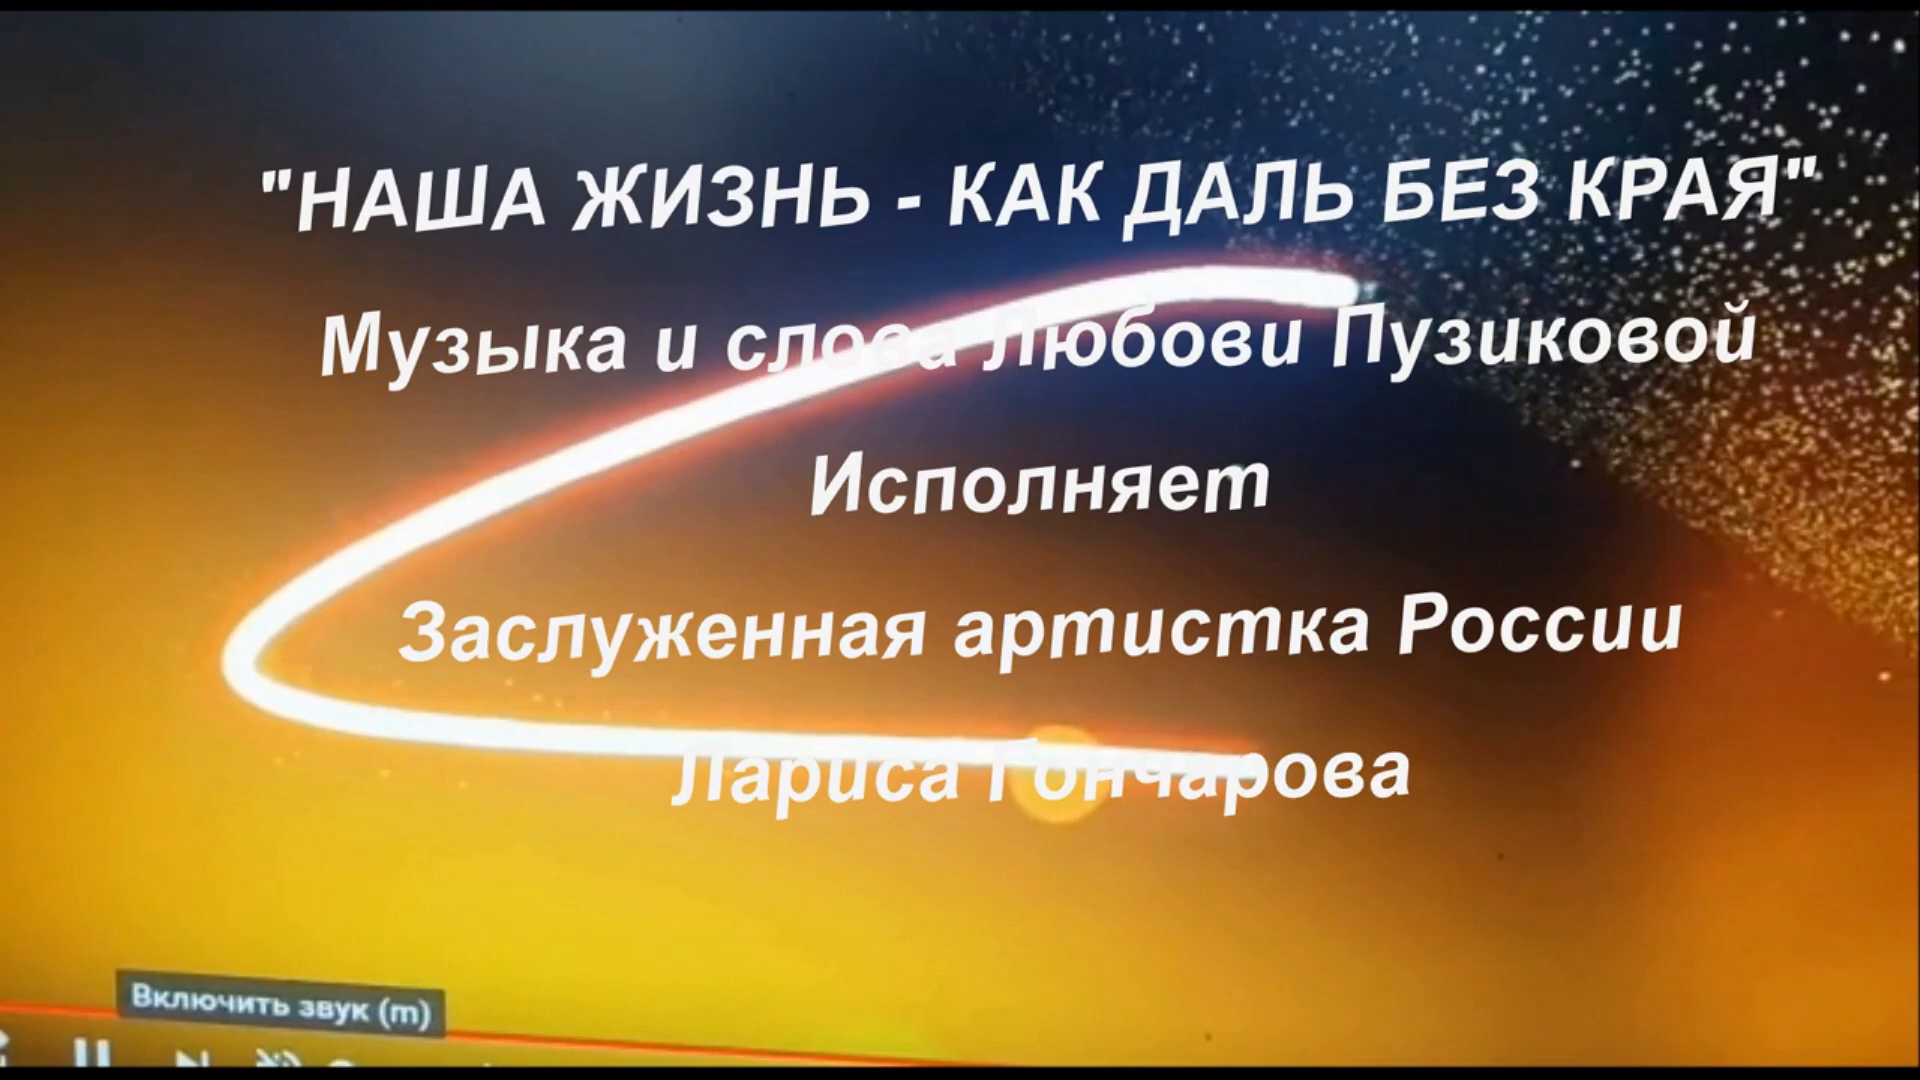 "НАША ЖИЗНЬ - КАК ДАЛЬ БЕЗ КРАЯ"
Музыка и слова Любови Пузиковой
Исполняет
Заслуженная артистка России
Лариса Гончарова
Включить звук (m)